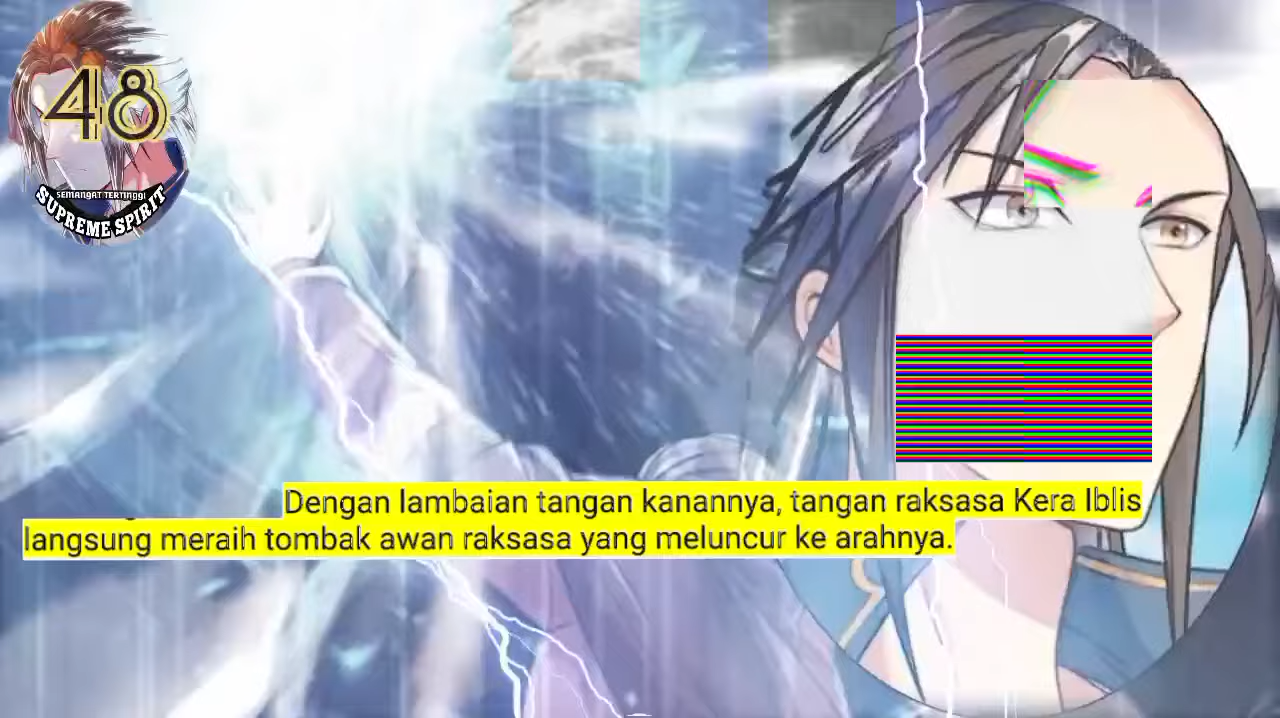 48
SEMANGAT TERTINGGI
SUPREME SPIRIT
Dengan lambaian tangan kanannya, tangan raksasa Kera Iblis
langsung meraih tombak awan raksasa yang meluncur ke arahnya.